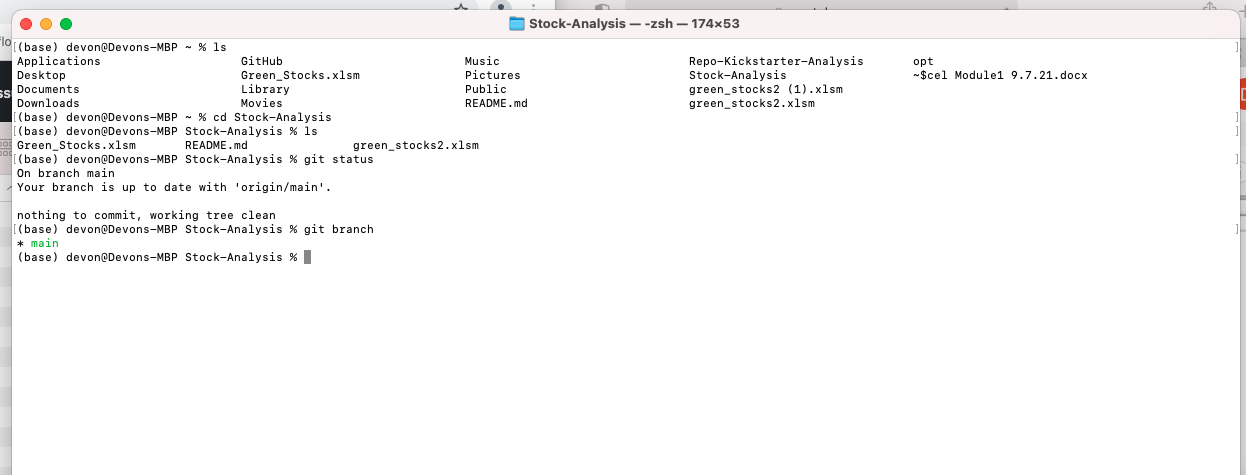 Stock-Analysis — -zsh — 174×53
(base) devon@Devons-MBP ~ % ls
Applications GitHub Music Repo-Kickstarter-Analysis opt
Desktop Green_Stocks.xlsm Pictures Stock-Analysis ~$cel Module1 9.7.21.docx
Documents Library Public green_stocks2 (1).xlsm
Downloads Movies README.md green_stocks2.xlsm
(base) devon@Devons-MBP ~ % cd Stock-Analysis
(base) devon@Devons-MBP Stock-Analysis % ls
Green_Stocks.xlsm README.md green_stocks2.xlsm
(base) devon@Devons-MBP Stock-Analysis % git status
On branch main
Your branch is up to date with 'origin/main'.
nothing to commit, working tree clean
(base) devon@Devons-MBP Stock-Analysis % git branch
* main
(base) devon@Devons-MBP Stock-Analysis %